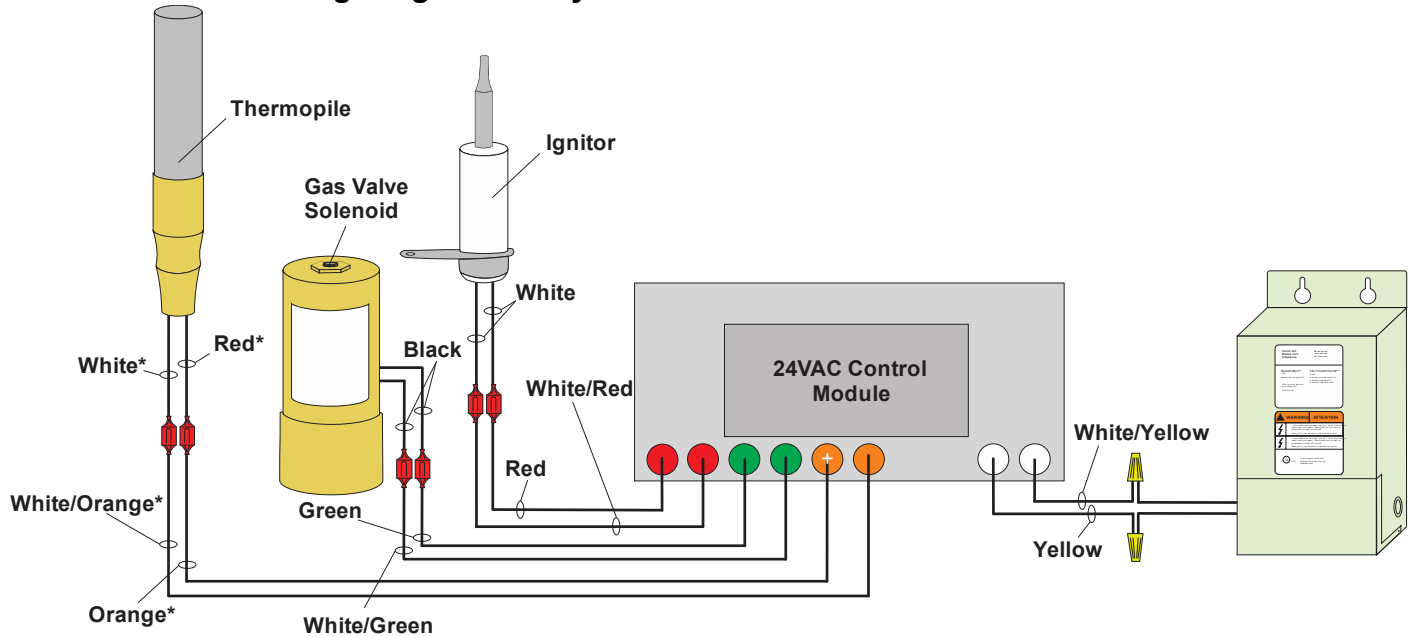 Thermopile
Ignitor
Gas Valve
Solenoid
White
White*
Red*
Black
White/Red
24VAC Control
Module
+
White/Yellow
WARNING ATTENTION
Red
White/Orange*
Green
Yellow
Orange*
White/Green